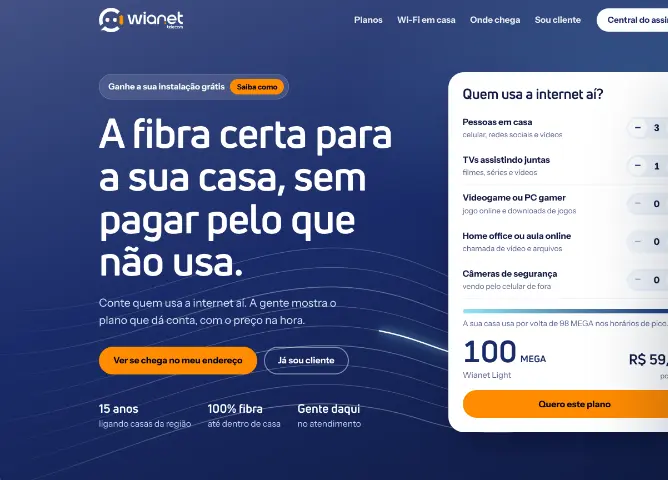 wianet
telecom
Planos Wi-Fi em casa Onde chega Sou cliente Central do assi
Ganhe a sua instalação grátis Saiba como
A fibra certa para
a sua casa, sem
pagar pelo que
não usa.
Conte quem usa a internet aí. A gente mostra o
plano que dá conta, com o preço na hora.
Ver se chega no meu endereço Já sou cliente
15 anos
ligando casas da região
100% fibra
até dentro de casa
Gente daqui
no atendimento
Quem usa a internet aí?
Pessoas em casa
celular, redes sociais e vídeos
− 3
TVs assistindo juntas
filmes, séries e vídeos
− 1
Videogame ou PC gamer
jogo online e downloads de jogos
− 0
Home office ou aula online
chamada de vídeo e arquivos
− 0
Câmeras de segurança
vendo pelo celular de fora
− 0
A sua casa usa por volta de 98 MEGA nos horários de pico.
100 MEGA
Wianet Light
R$ 59,
po
Quero este plano